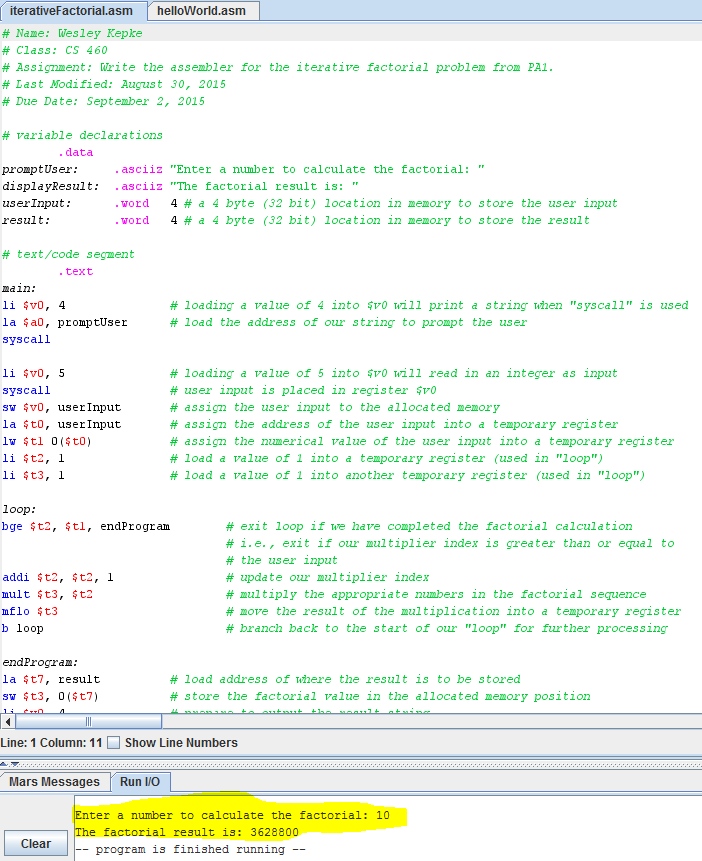 iterativeFactorial.asm helloWorld.asm
# Name: Wesley Kepke
# Class: CS 460
# Assignment: Write the assembler for the iterative factorial problem from PA1.
# Last Modified: August 30, 2015
# Due Date: September 2, 2015
# variable declarations
.data
promptUser: .asciiz "Enter a number to calculate the factorial: "
displayResult: .asciiz "The factorial result is: "
userInput: .word 4 # a 4 byte (32 bit) location in memory to store the user input
result: .word 4 # a 4 byte (32 bit) location in memory to store the result
# text/code segment
.text
main:
li $v0, 4 # loading a value of 4 into $v0 will print a string when "syscall" is used
la $a0, promptUser # load the address of our string to prompt the user
syscall
li $v0, 5 # loading a value of 5 into $v0 will read in an integer as input
syscall # user input is placed in register $v0
sw $v0, userInput # assign the user input to the allocated memory
la $t0, userInput # assign the address of the user input into a temporary register
lw $t1 0($t0) # assign the numerical value of the user input into a temporary register
li $t2, 1 # load a value of 1 into a temporary register (used in "loop")
li $t3, 1 # load a value of 1 into another temporary register (used in "loop")
loop:
bge $t2, $t1, endProgram # exit loop if we have completed the factorial calculation
# i.e., exit if our multiplier index is greater than or equal to
# the user input
addi $t2, $t2, 1 # update our multiplier index
mult $t3, $t2 # multiply the appropriate numbers in the factorial sequence
mflo $t3 # move the result of the multiplication into a temporary register
b loop # branch back to the start of our "loop" for further processing
endProgram:
la $t7, result # load address of where the result is to be stored
sw $t3, 0($t7) # store the factorial value in the allocated memory position
li $v0, 4 # prepare to output the result string
Line: 1 Column: 11 Show Line Numbers
Mars Messages Run I/O
Enter a number to calculate the factorial: 10
The factorial result is: 3628800
-- program is finished running --
Clear